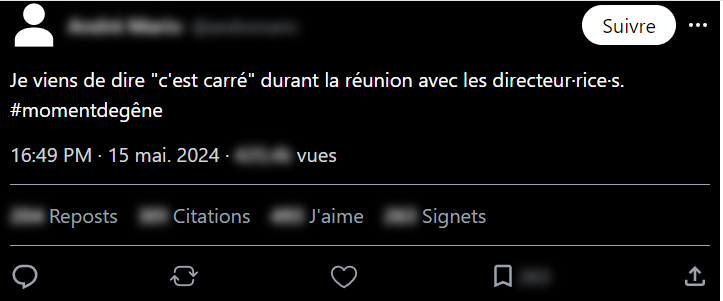 Suivre
Je viens de dire "c'est carré" durant la réunion avec les directeur·rice·s.
#momentdegêne
16:49 PM · 15 mai. 2024 · vues
Reposts Citations J'aime Signets